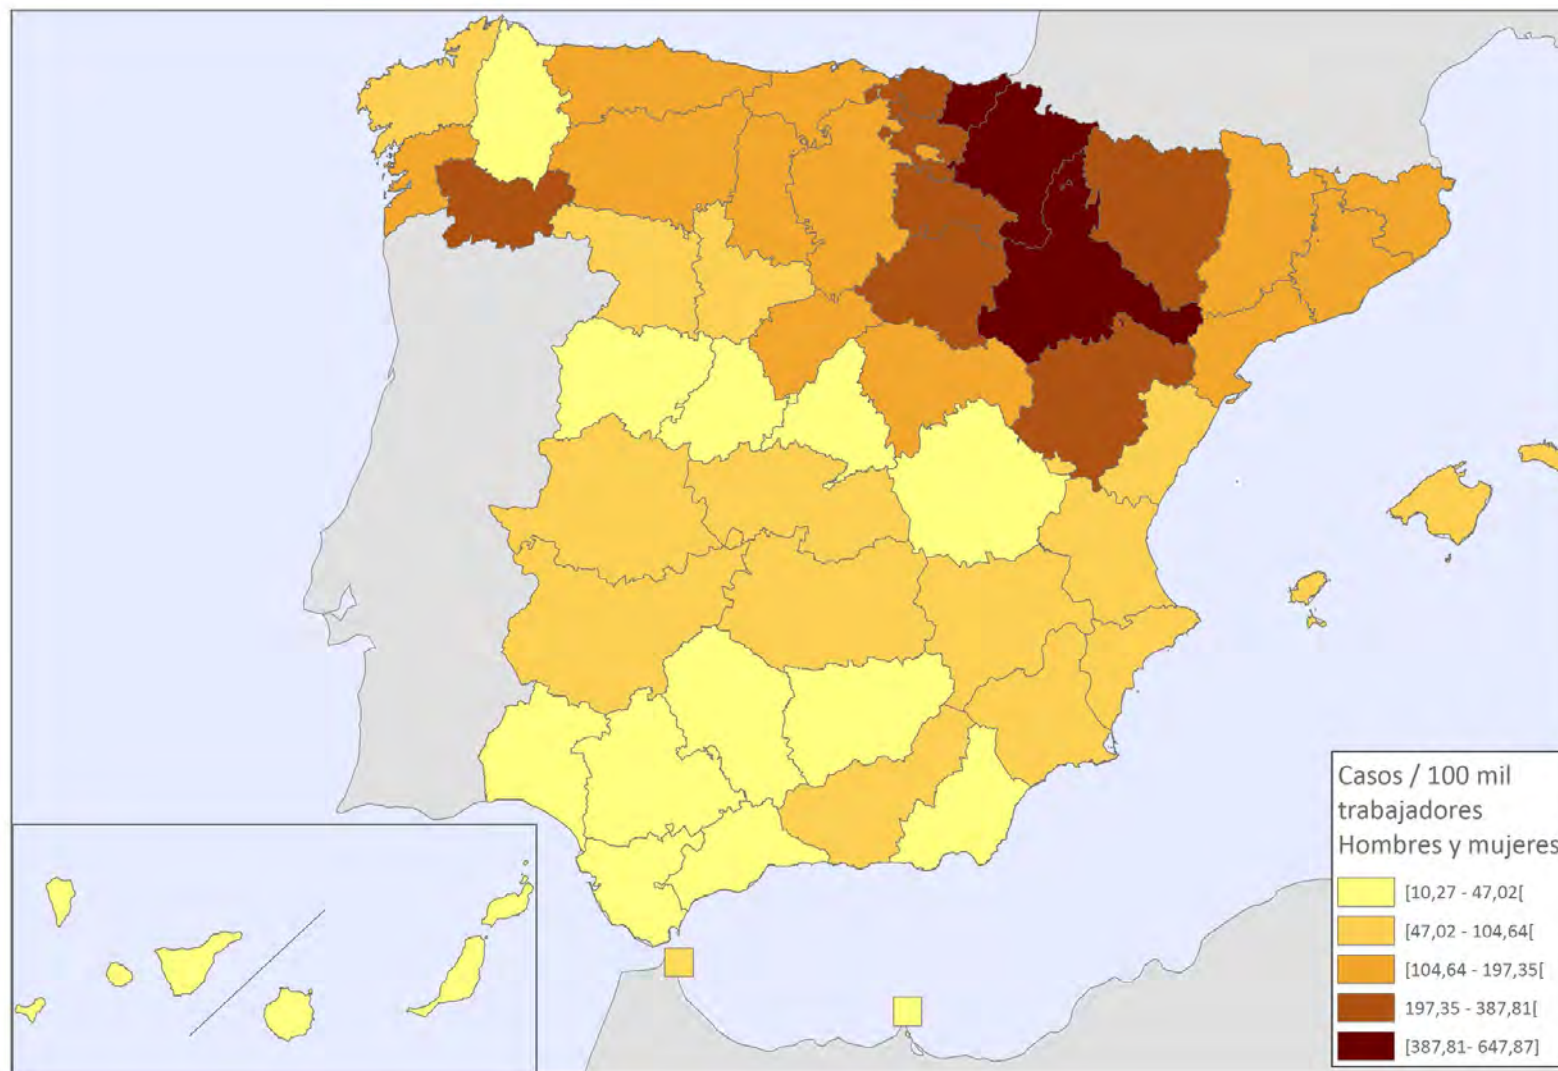 Casos / 100 mil
trabajadores
Hombres y mujeres
[10,27 - 47,02[
[47,02 - 104,64[
[104,64 - 197,35[
197,35 - 387,81[
[387,81- 647,87]